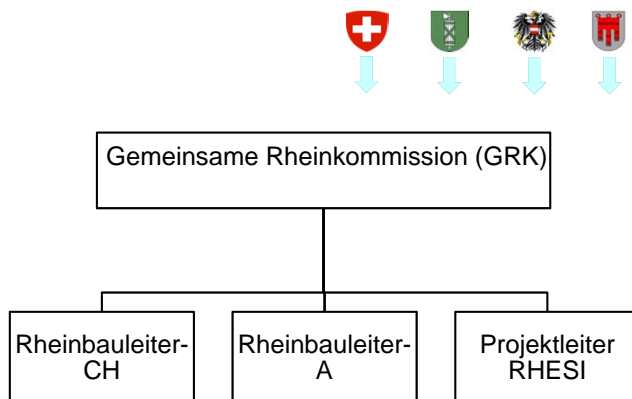 Gemeinsame Rheinkommission (GRK)
Rheinbauleiter-
CH
Rheinbauleiter-
A
Projektleiter
RHESI